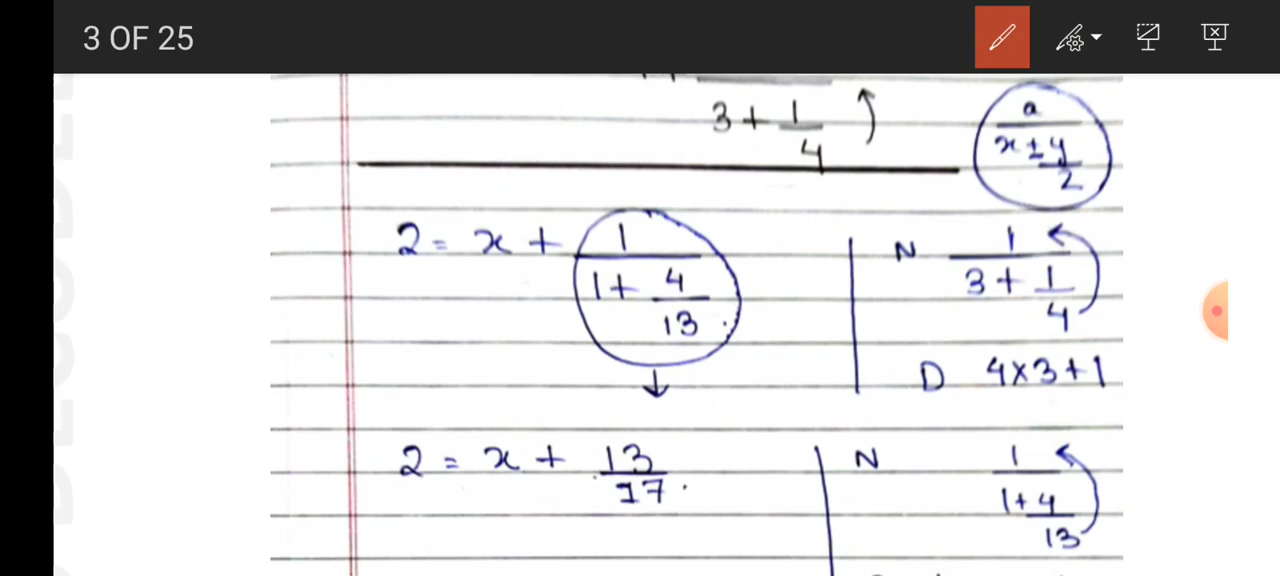 3 OF 25
3 + 1/4
a/(x ± y/z)
2 = x + 1/(1 + 4/13)
N 1/(3 + 1/4)
D 4×3+1
2 = x + 13/17
N 1/(1 + 4/13)